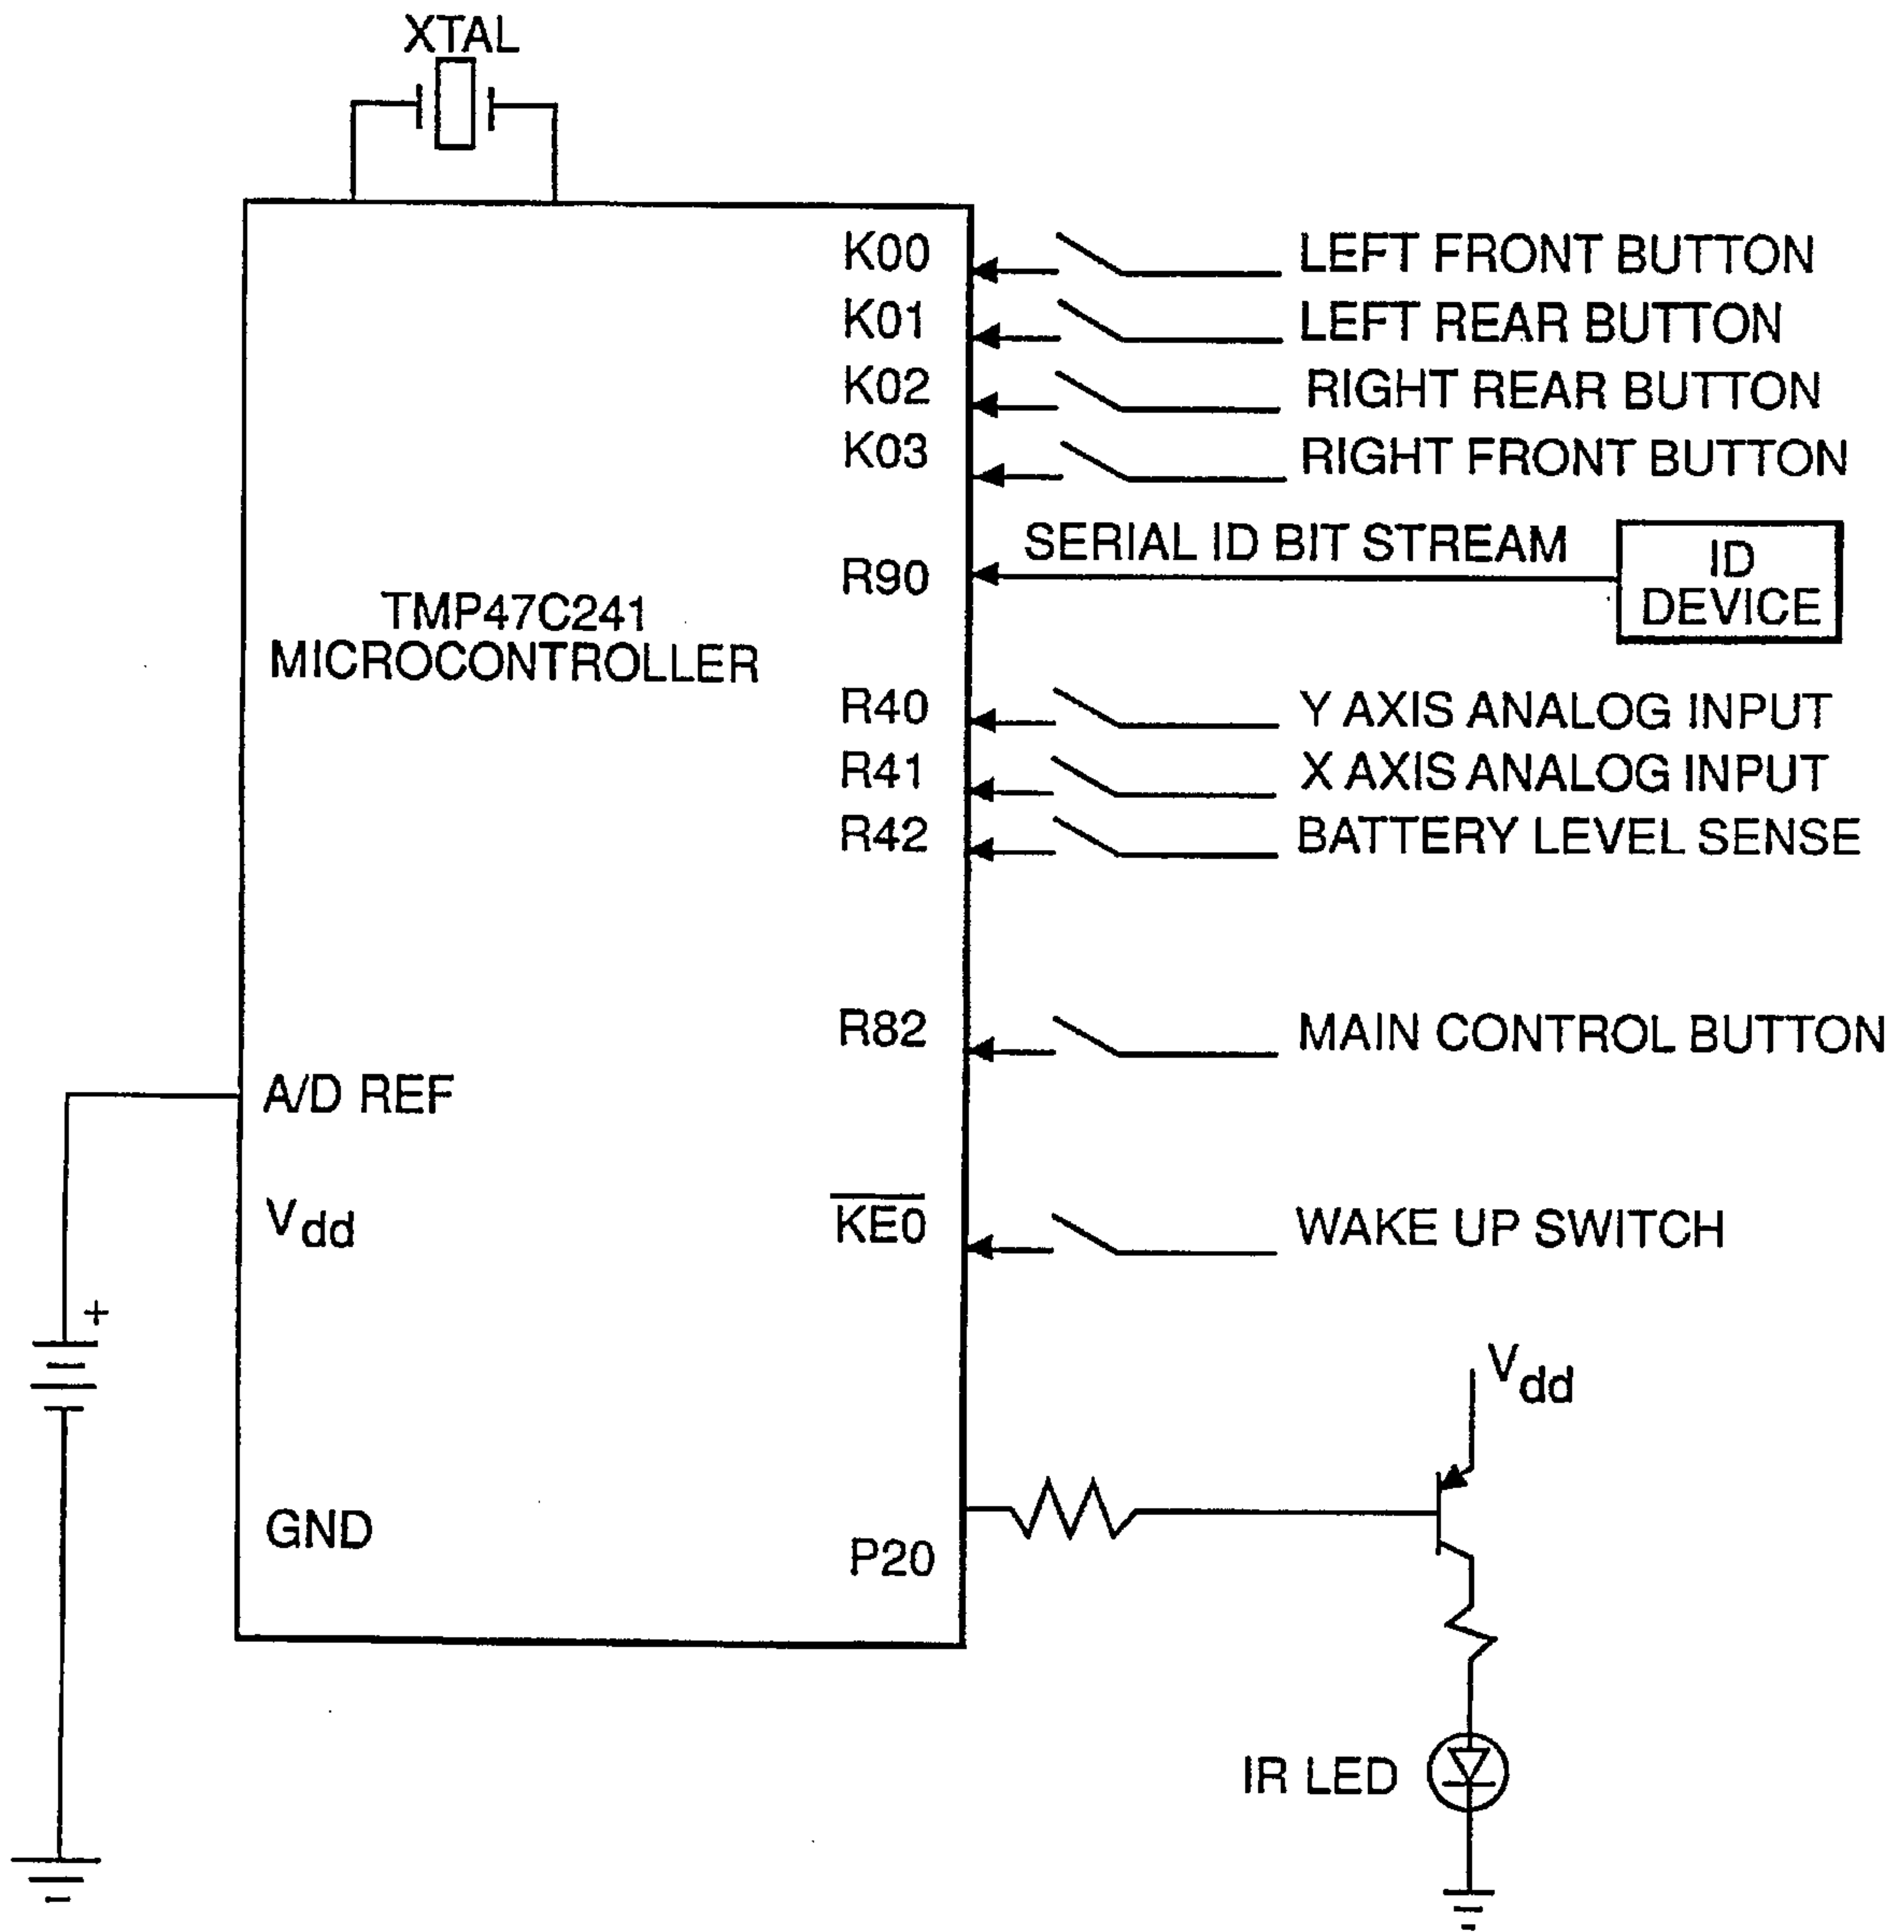 XTAL
K00
LEFT FRONT BUTTON
K01
LEFT REAR BUTTON
K02
RIGHT REAR BUTTON
K03
RIGHT FRONT BUTTON
SERIAL ID BIT STREAM
ID
DEVICE
R90
TMP47C241
MICROCONTROLLER
R40
Y AXIS ANALOG INPUT
R41
X AXIS ANALOG INPUT
R42
BATTERY LEVEL SENSE
R82
MAIN CONTROL BUTTON
A/D REF
Vdd
KE0
WAKE UP SWITCH
+
Vdd
GND
P20
IR LED